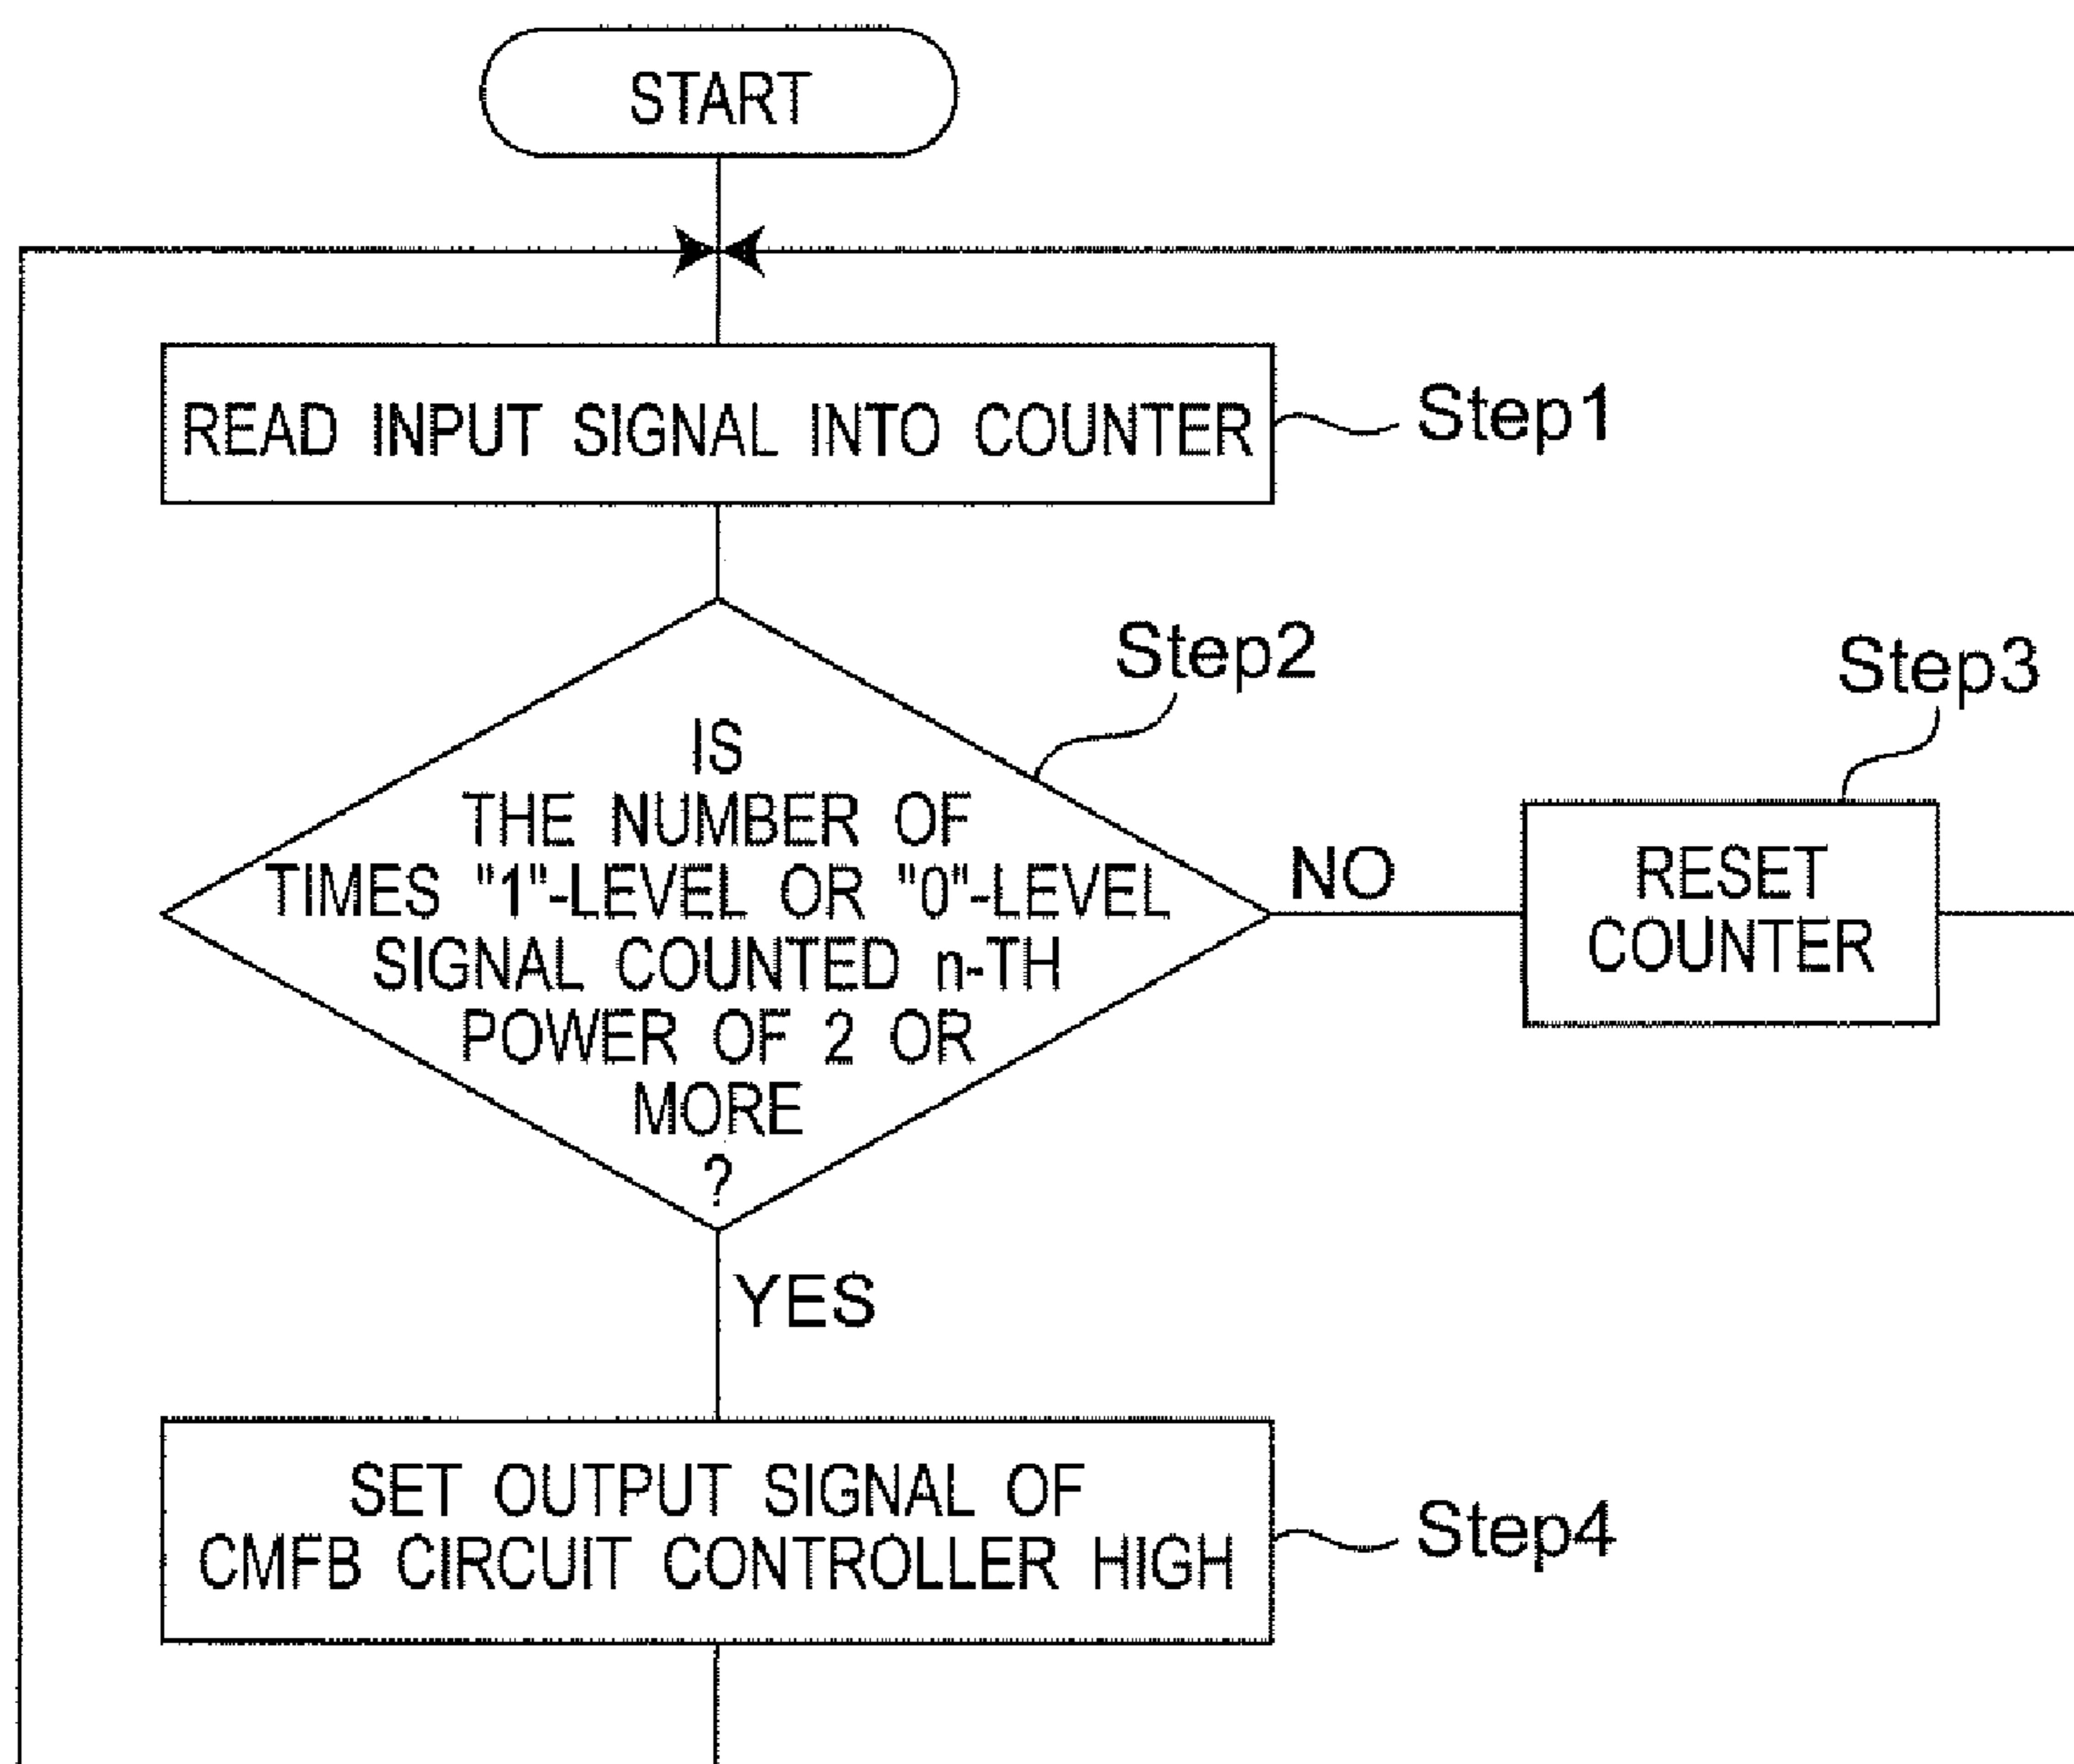 START
READ INPUT SIGNAL INTO COUNTER
Step1
Step2
Step3
IS
THE NUMBER OF
TIMES "1"-LEVEL OR "0"-LEVEL
SIGNAL COUNTED n-TH
POWER OF 2 OR
MORE
?
NO
RESET
COUNTER
YES
SET OUTPUT SIGNAL OF
CMFB CIRCUIT CONTROLLER HIGH
Step4